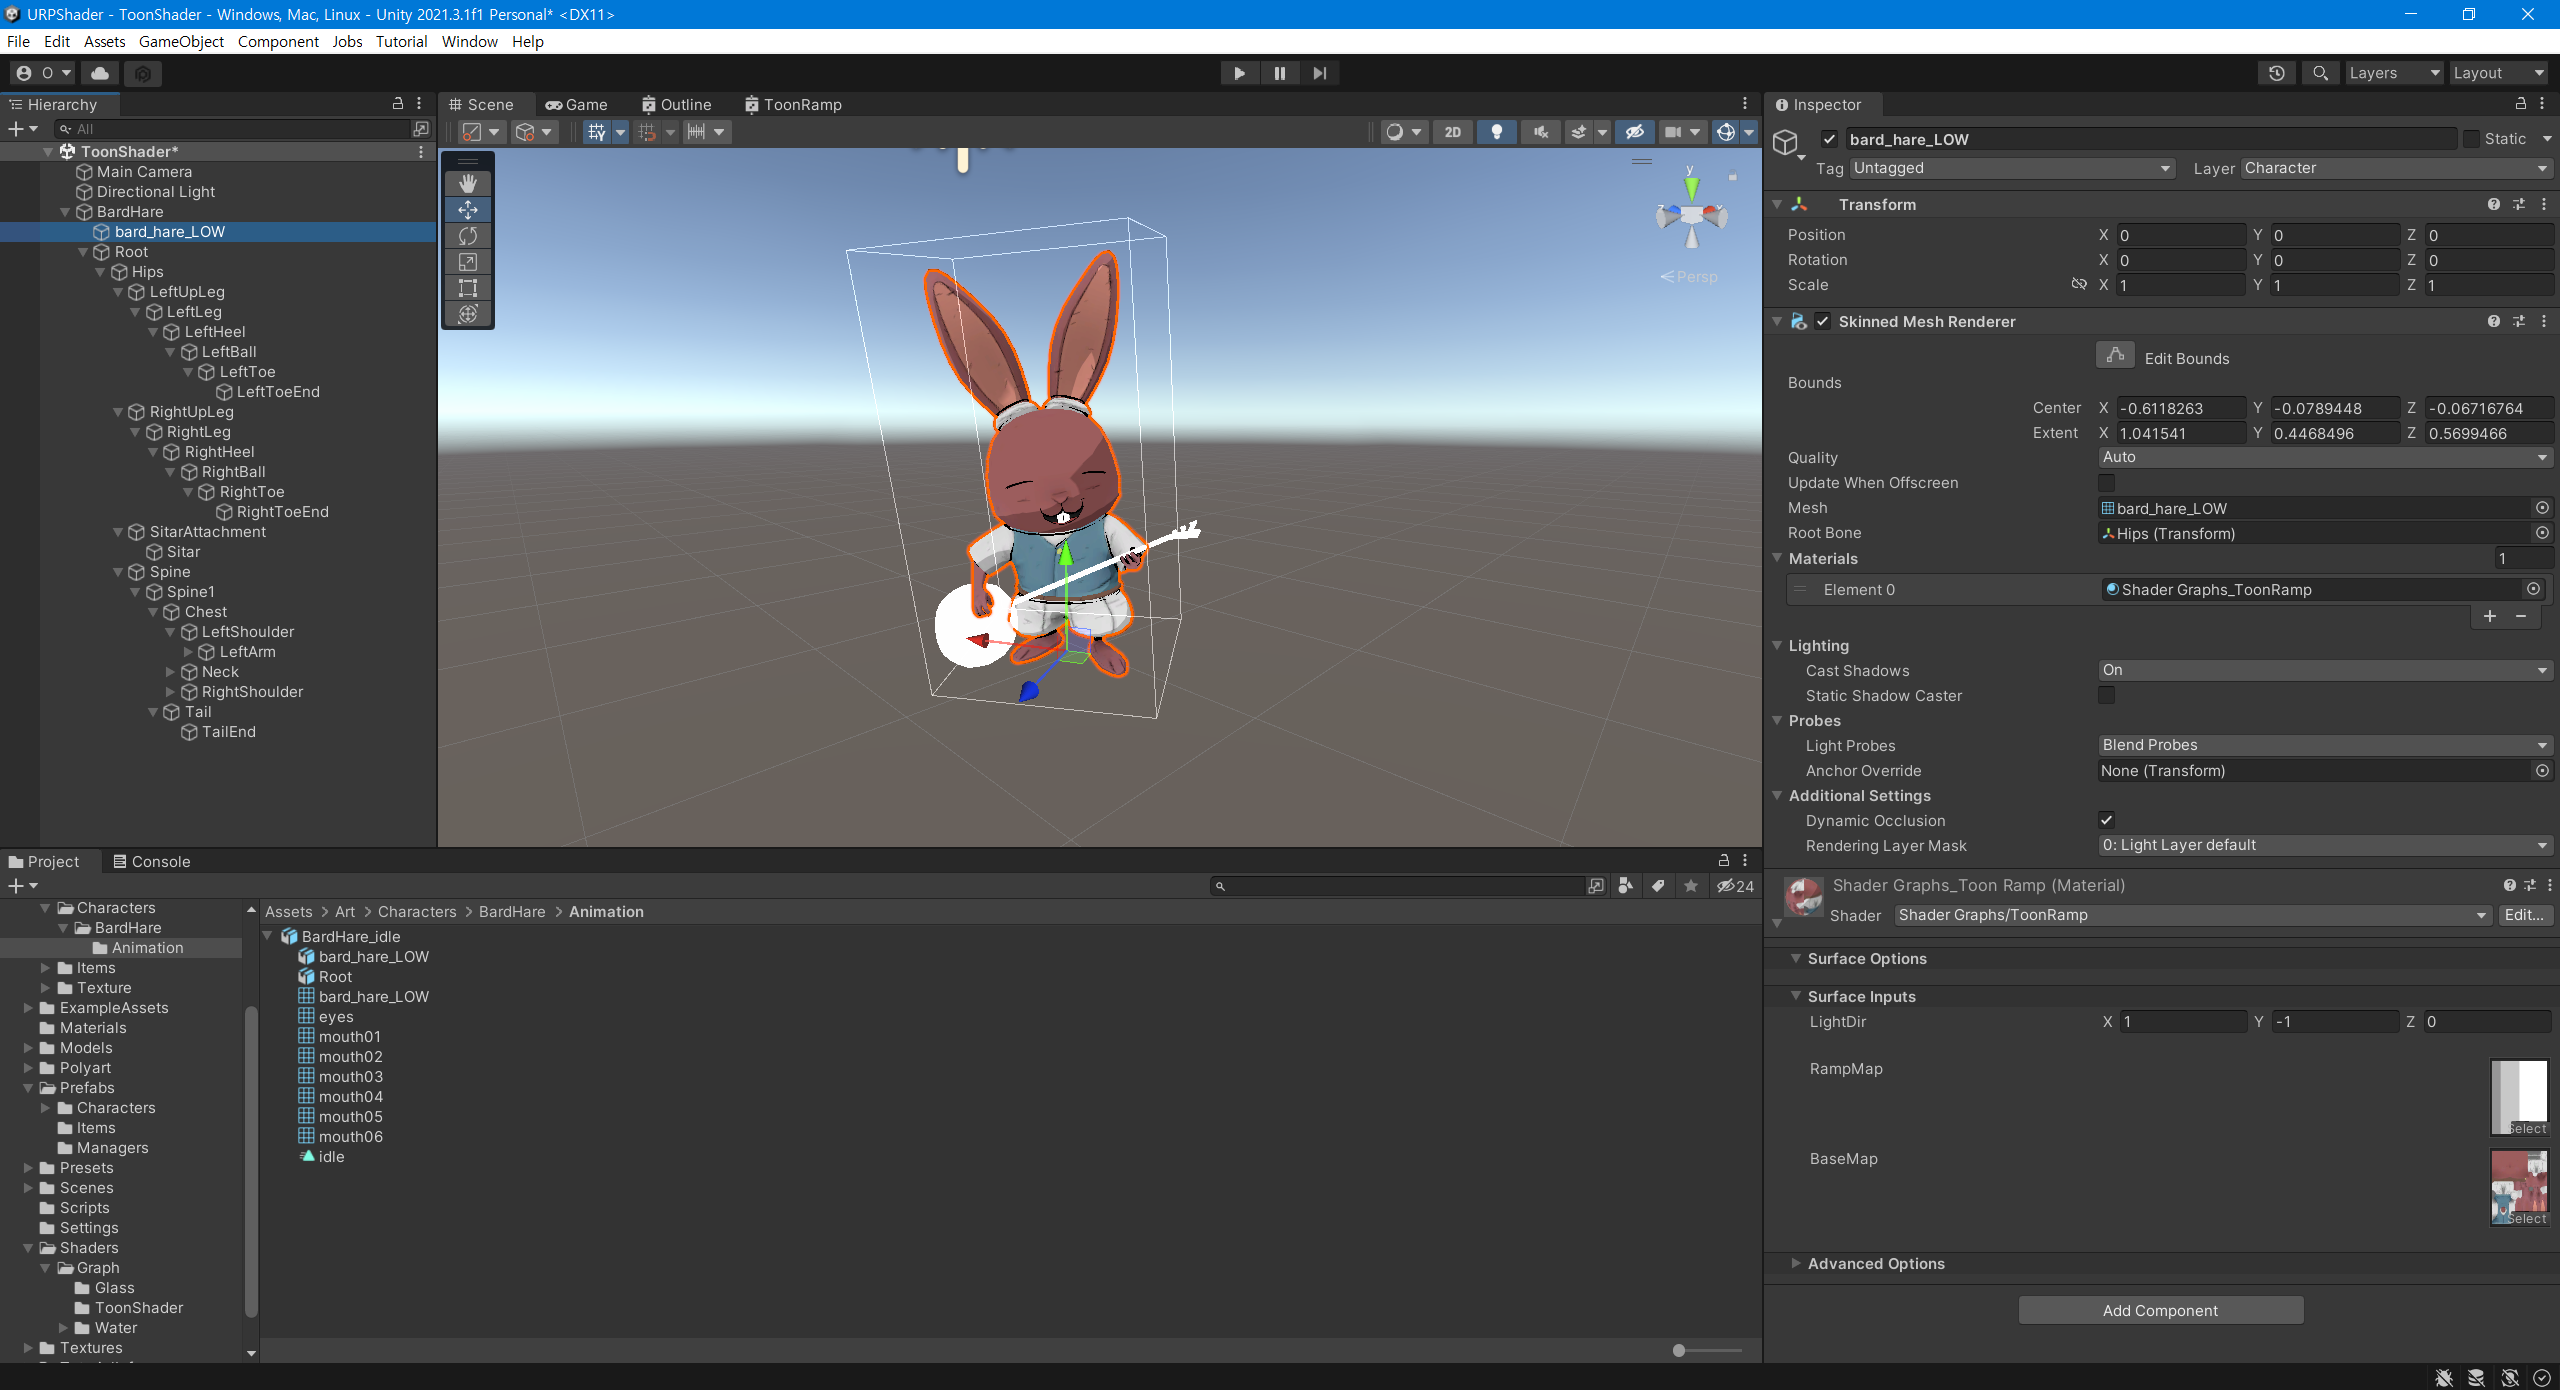 URPShader - ToonShader - Windows, Mac, Linux - Unity 2021.3.1f1 Personal* <DX11>
File Edit Assets GameObject Component Jobs Tutorial Window Help
O Layers Layout
Hierarchy
All
ToonShader*
Main Camera
Directional Light
BardHare
bard_hare_LOW
Root
Hips
LeftUpLeg
LeftLeg
LeftHeel
LeftBall
LeftToe
LeftToeEnd
RightUpLeg
RightLeg
RightHeel
RightBall
RightToe
RightToeEnd
SitarAttachment
Sitar
Spine
Spine1
Chest
LeftShoulder
LeftArm
Neck
RightShoulder
Tail
TailEnd
Scene Game Outline ToonRamp
2D
y
z x
Persp
Inspector
bard_hare_LOW Static
Tag Untagged Layer Character
Transform
Position X 0 Y 0 Z 0
Rotation X 0 Y 0 Z 0
Scale X 1 Y 1 Z 1
Skinned Mesh Renderer
Edit Bounds
Bounds
Center X -0.6118263 Y -0.0789448 Z -0.06716764
Extent X 1.041541 Y 0.4468496 Z 0.5699466
Quality Auto
Update When Offscreen
Mesh bard_hare_LOW
Root Bone Hips (Transform)
Materials 1
Element 0 Shader Graphs_ToonRamp
Lighting
Cast Shadows On
Static Shadow Caster
Probes
Light Probes Blend Probes
Anchor Override None (Transform)
Additional Settings
Dynamic Occlusion
Rendering Layer Mask 0: Light Layer default
Shader Graphs_Toon Ramp (Material)
Shader Shader Graphs/ToonRamp Edit...
Surface Options
Surface Inputs
LightDir X 1 Y -1 Z 0
RampMap
Select
BaseMap
Select
Advanced Options
Add Component
Project Console
24
Characters
BardHare
Animation
Items
Texture
ExampleAssets
Materials
Models
Polyart
Prefabs
Characters
Items
Managers
Presets
Scenes
Scripts
Settings
Shaders
Graph
Glass
ToonShader
Water
Textures
Assets > Art > Characters > BardHare > Animation
BardHare_idle
bard_hare_LOW
Root
bard_hare_LOW
eyes
mouth01
mouth02
mouth03
mouth04
mouth05
mouth06
idle